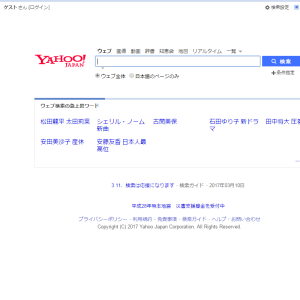 ゲストさん [ログイン]
検索設定
YAHOO!
JAPAN
ウェブ 画像 動画 辞書 知恵袋 地図 リアルタイム 一覧
検索
ウェブ全体 日本語のページのみ
+条件指定
ウェブ検索の急上昇ワード
松田龍平 太田莉菜
シェリル・ノーム 新曲
古閑美保
石田ゆり子 新ドラマ
田中将大 圧
安田美沙子 産休
安藤友香 日本人最高位
3.11、検索は応援になります - 検索ガイド - 2017年03月10日
平成28年熊本地震 災害支援募金を受付中
プライバシーポリシー - 利用規約 - 免責事項 - 検索ガイド - ヘルプ・お問い合わせ
Copyright (C) 2017 Yahoo Japan Corporation. All Rights Reserved.